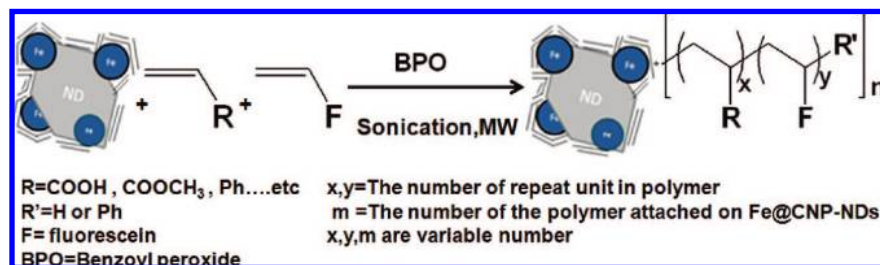 Fe Fe
ND
Fe Fe
+ R + F
BPO
Sonication,MW
Fe Fe
ND
Fe Fe
R' x y R F
R=COOH , COOCH₃ , Ph....etc x,y=The number of repeat unit in polymer
R'=H or Ph m =The number of the polymer attached on Fe@CNP-NDs
F= fluorescein x,y,m are variable number
BPO=Benzoyl peroxide